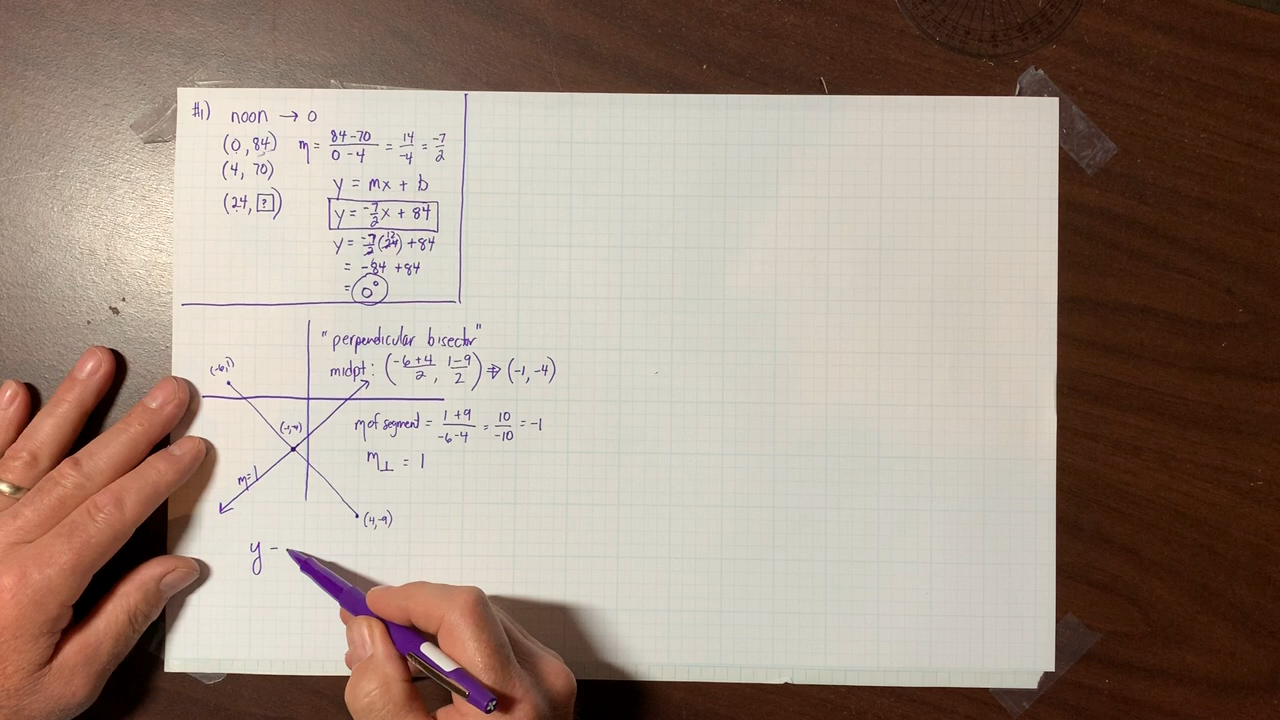 #1) noon → 0
(0, 84) m = 84-70 / 0-4 = 14/-4 = -7/2
(4, 70)
y = mx + b
(24, ?)
y = -7/2 x + 84
y = -7/2 (24) 12 + 84
= -84 + 84
= 0°
"perpendicular bisector"
midpt: (-6+4 / 2, 1-9 / 2) ⇒ (-1, -4)
(-6, 1)
m of segment = 1+9 / -6-4 = 10/-10 = -1
(-1, -4)
m⊥ = 1
m=1
(4, -9)
y -